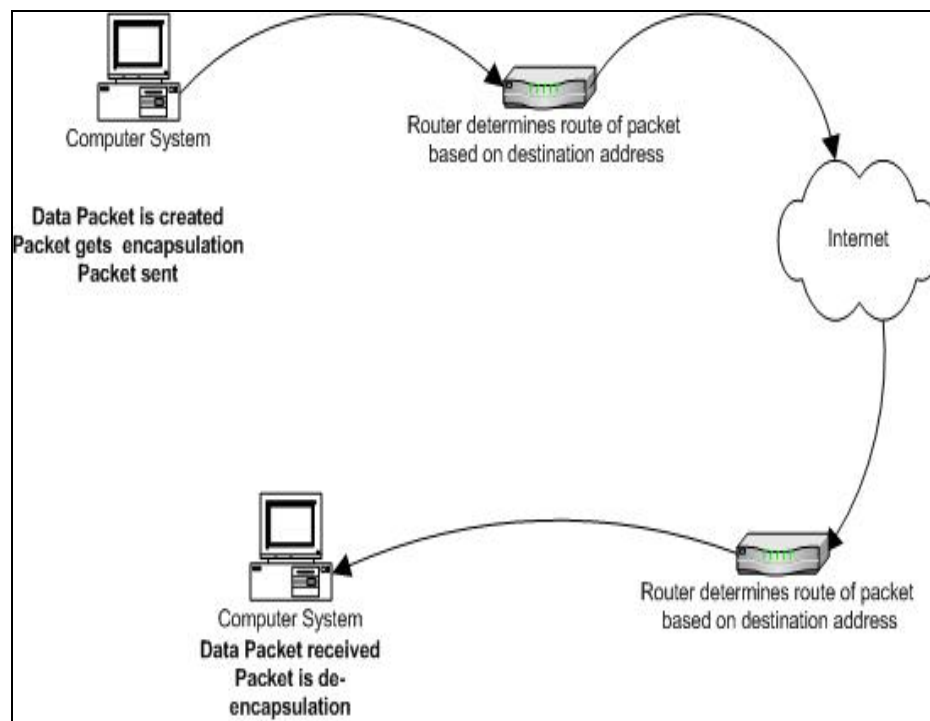 Computer System
Data Packet is created
Packet gets encapsulation
Packet sent
Router determines route of packet
based on destination address
Internet
Router determines route of packet
based on destination address
Computer System
Data Packet received
Packet is de-
encapsulation